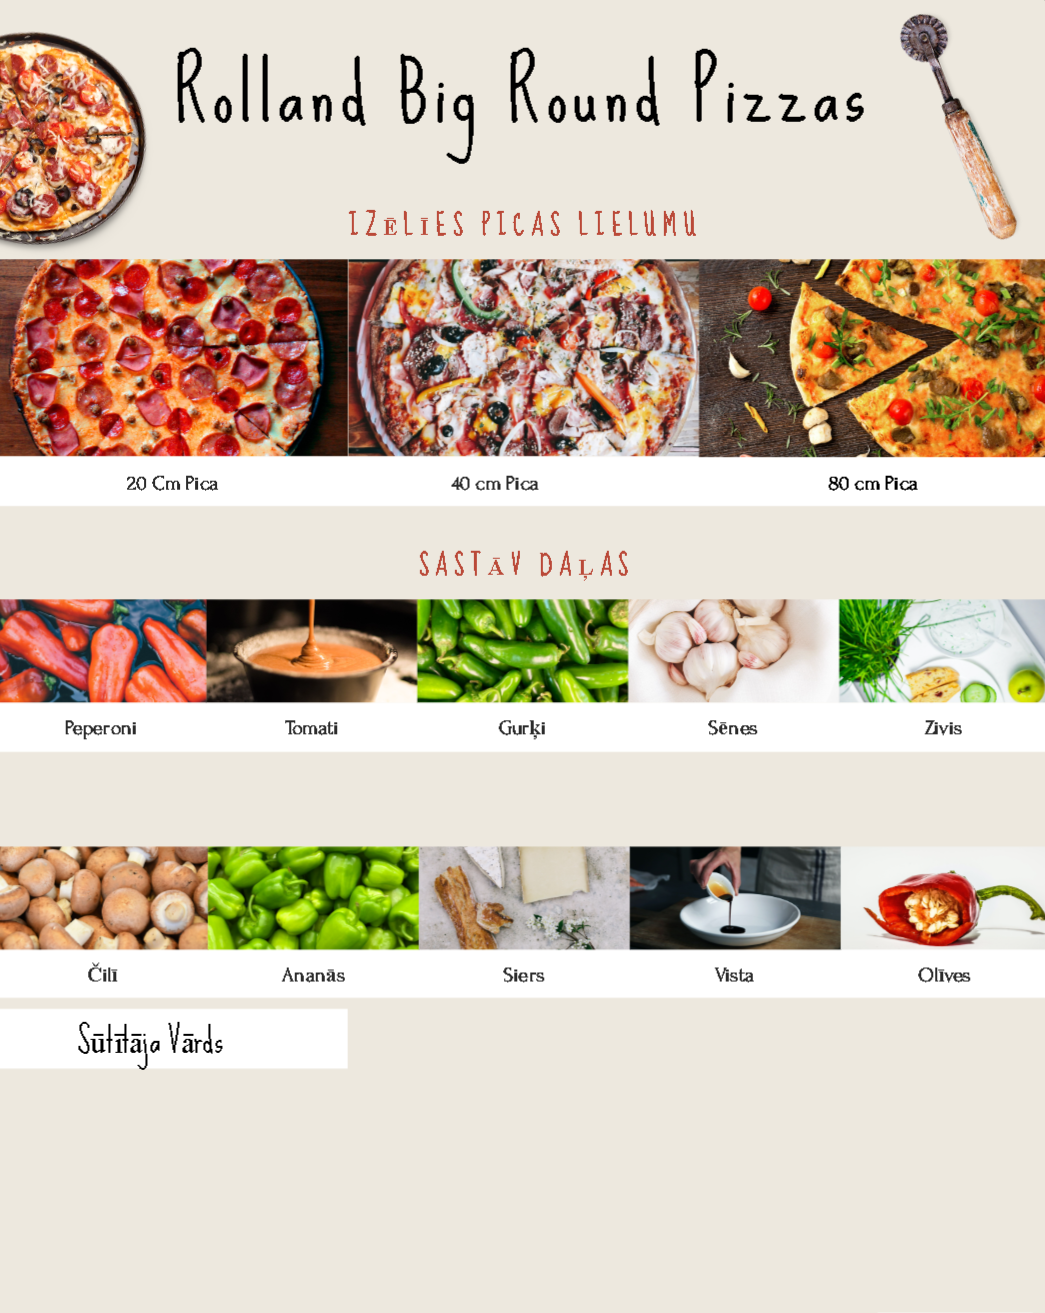 Rolland Big Round Pizzas
IZĒLĪES PICAS LIELUMU
20 Cm Pica
40 cm Pica
80 cm Pica
SASTĀV DAĻAS
Peperoni
Tomati
Gurķi
Sēnes
Zivis
Čilī
Ananās
Siers
Vista
Olīves
Sūtītāja Vārds